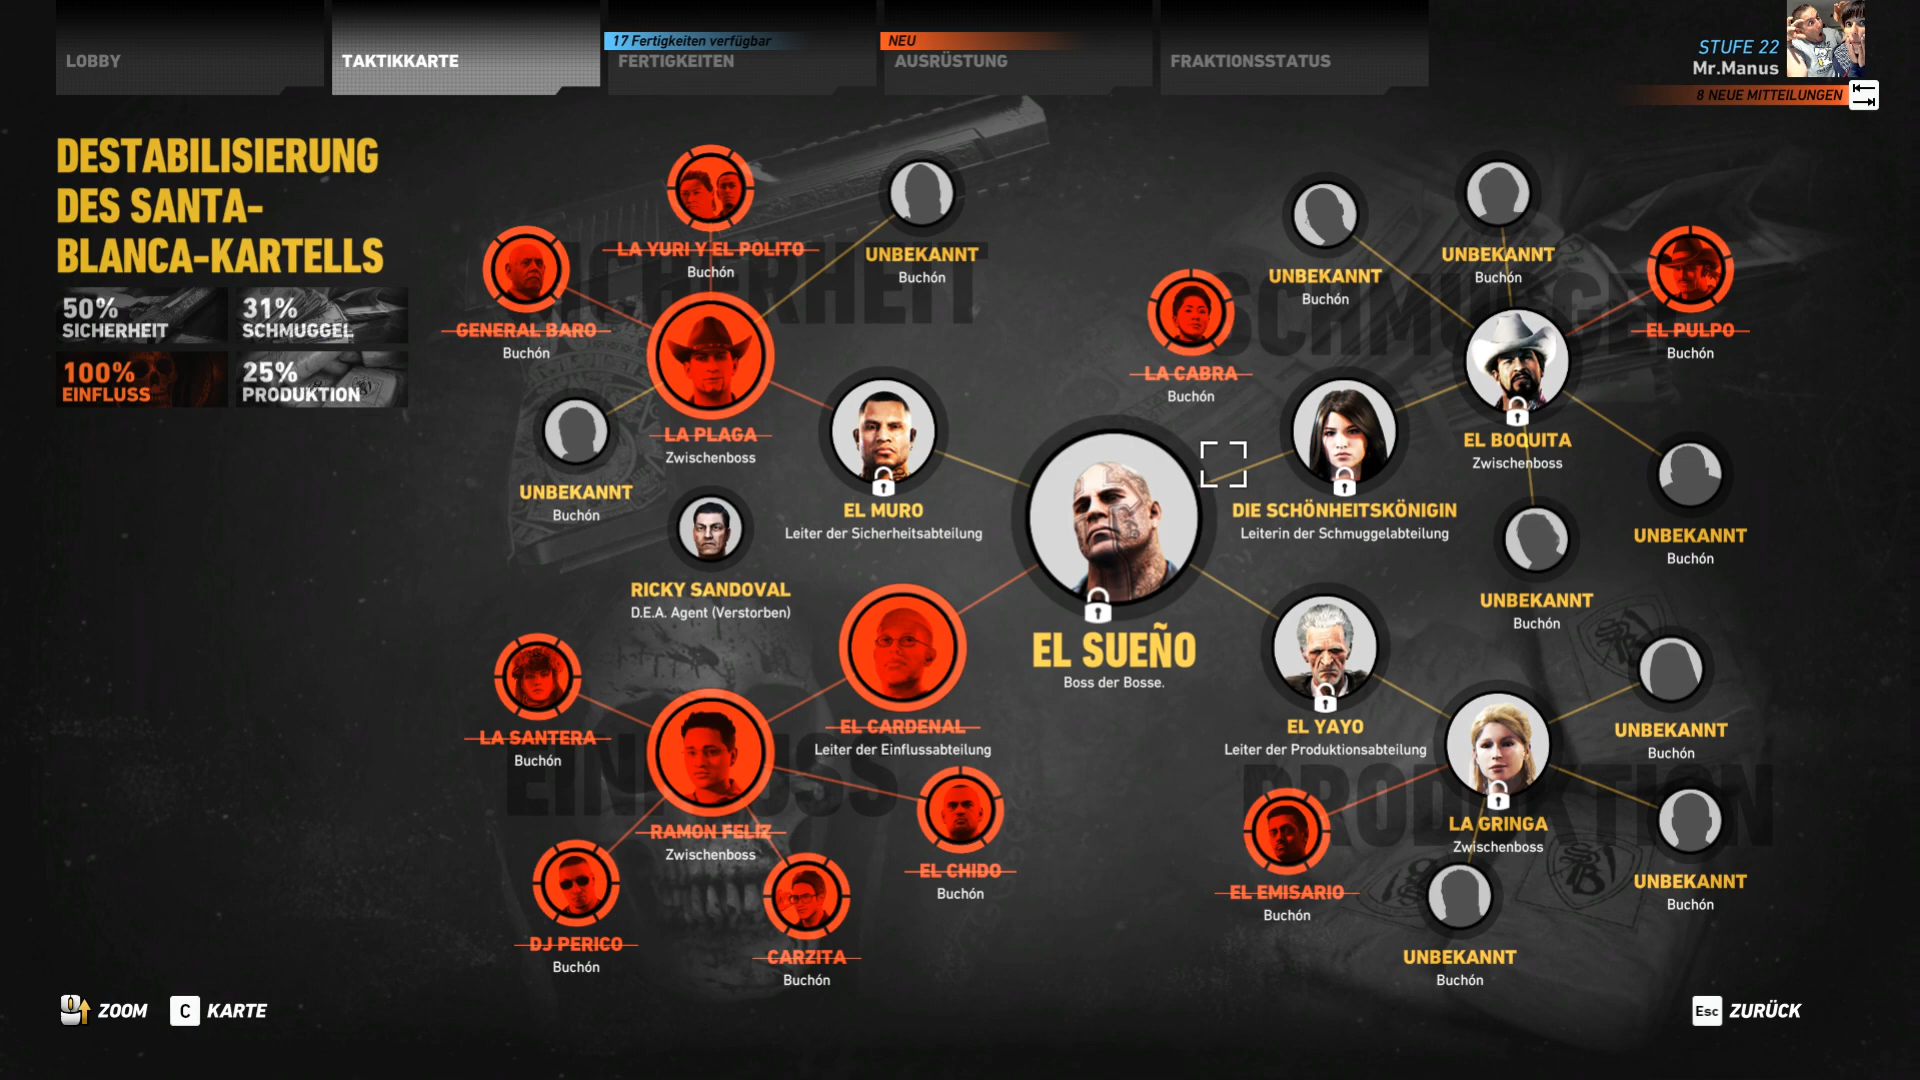 LOBBY
TAKTIKKARTE
17 Fertigkeiten verfügbar
FERTIGKEITEN
NEU
AUSRÜSTUNG
FRAKTIONSSTATUS
STUFE 22
Mr.Manus
8 NEUE MITTEILUNGEN
DESTABILISIERUNG
DES SANTA-
BLANCA-KARTELLS
50%
SICHERHEIT
31%
SCHMUGGEL
100%
EINFLUSS
25%
PRODUKTION
SICHERHEIT
SCHMUGGEL
EINFLUSS
PRODUKTION
LA YURI Y EL POLITO
Buchón
UNBEKANNT
Buchón
GENERAL BARO
Buchón
LA PLAGA
Zwischenboss
UNBEKANNT
Buchón
EL MURO
Leiter der Sicherheitsabteilung
RICKY SANDOVAL
D.E.A. Agent (Verstorben)
UNBEKANNT
Buchón
UNBEKANNT
Buchón
EL PULPO
Buchón
LA CABRA
Buchón
EL BOQUITA
Zwischenboss
DIE SCHÖNHEITSKÖNIGIN
Leiterin der Schmuggelabteilung
UNBEKANNT
Buchón
UNBEKANNT
Buchón
EL SUEÑO
Boss der Bosse.
LA SANTERA
Buchón
EL CARDENAL
Leiter der Einflussabteilung
RAMON FELIZ
Zwischenboss
EL CHIDO
Buchón
DJ PERICO
Buchón
CARZITA
Buchón
EL YAYO
Leiter der Produktionsabteilung
UNBEKANNT
Buchón
LA GRINGA
Zwischenboss
EL EMISARIO
Buchón
UNBEKANNT
Buchón
UNBEKANNT
Buchón
ZOOM
C KARTE
Esc ZURÜCK